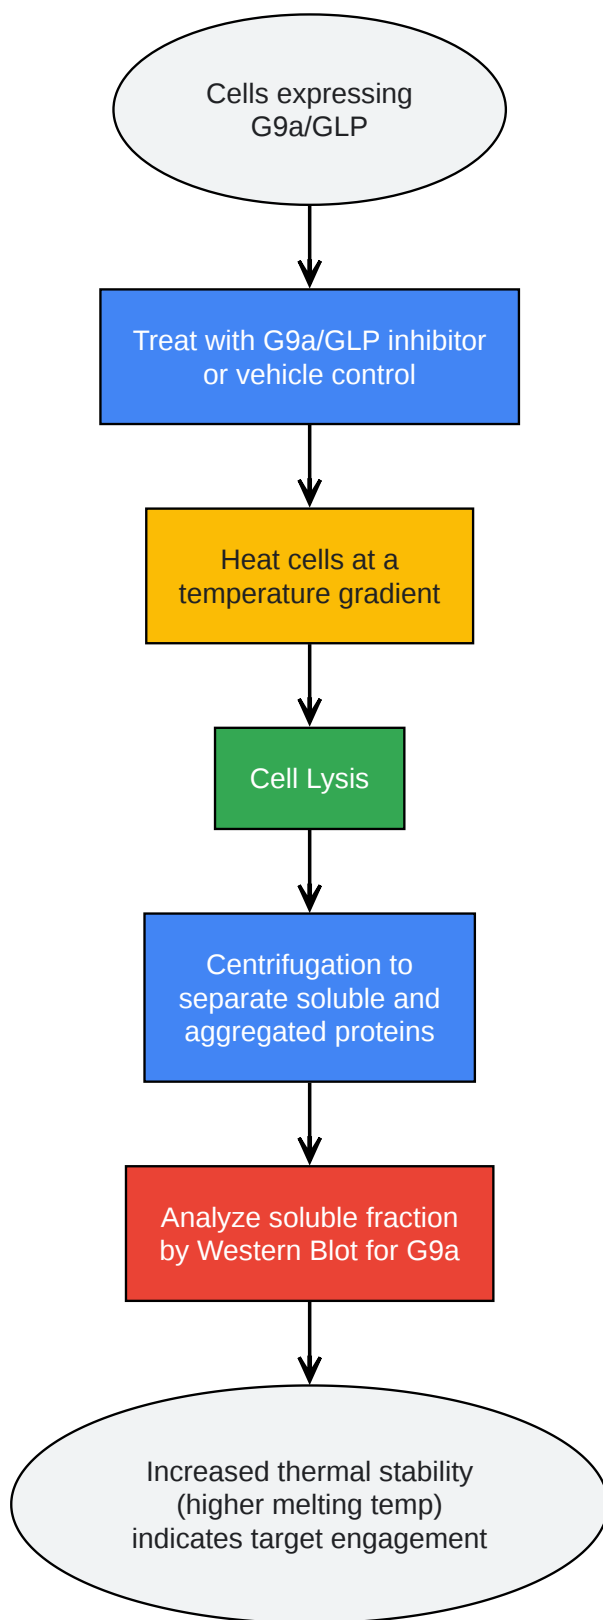 Cells expressing
G9a/GLP
Treat with G9a/GLP inhibitor
or vehicle control
Heat cells at a
temperature gradient
Cell Lysis
Centrifugation to
separate soluble and
aggregated proteins
Analyze soluble fraction
by Western Blot for G9a
Increased thermal stability
(higher melting temp)
indicates target engagement